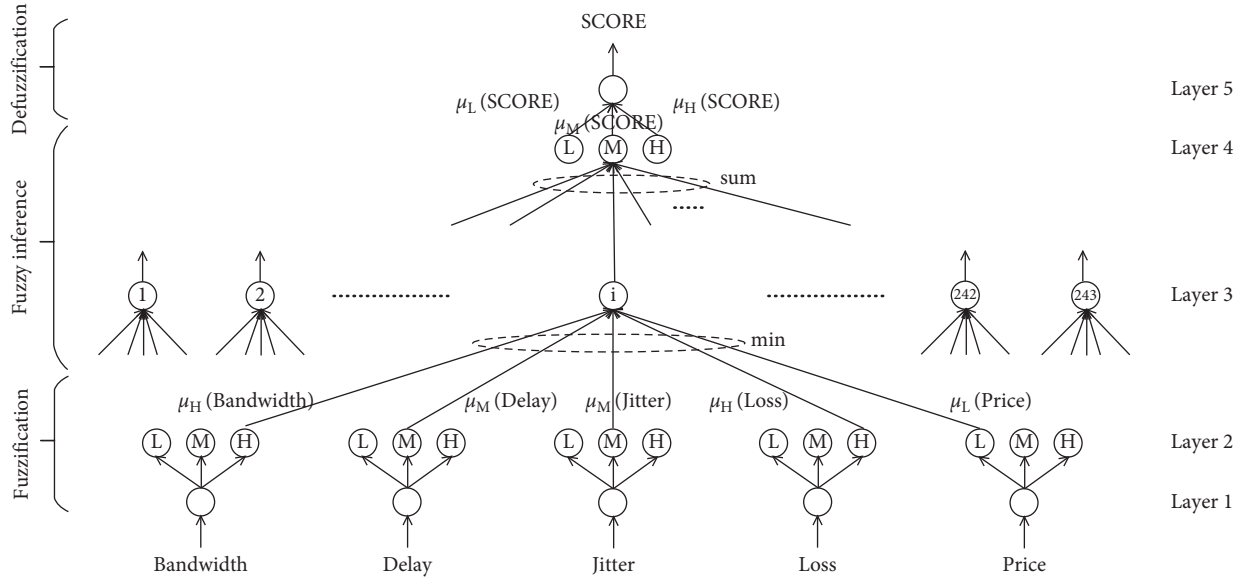 SCORE
Defuzzification
Layer 5
μL (SCORE)
μH (SCORE)
μM (SCORE)
L M H
Layer 4
sum
Fuzzy inference
1 2 i 242 243
Layer 3
min
Fuzzification
μH (Bandwidth)
μM (Delay)
μM (Jitter)
μH (Loss)
μL (Price)
L M H L M H L M H L M H L M H
Layer 2
Layer 1
Bandwidth Delay Jitter Loss Price